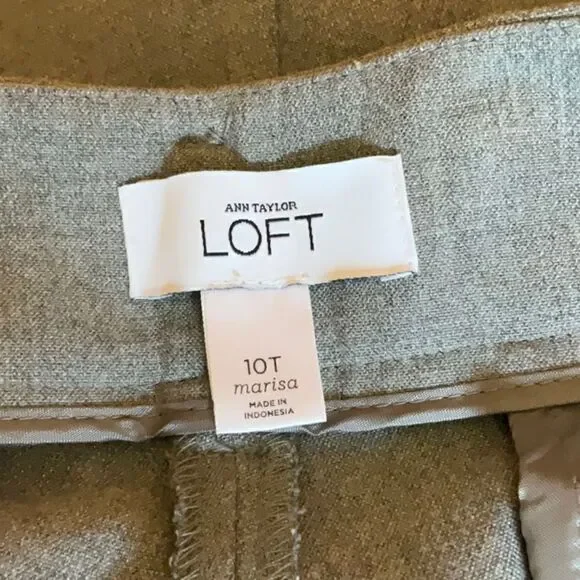 ANN TAYLOR
LOFT
10T
marisa
MADE IN
INDONESIA